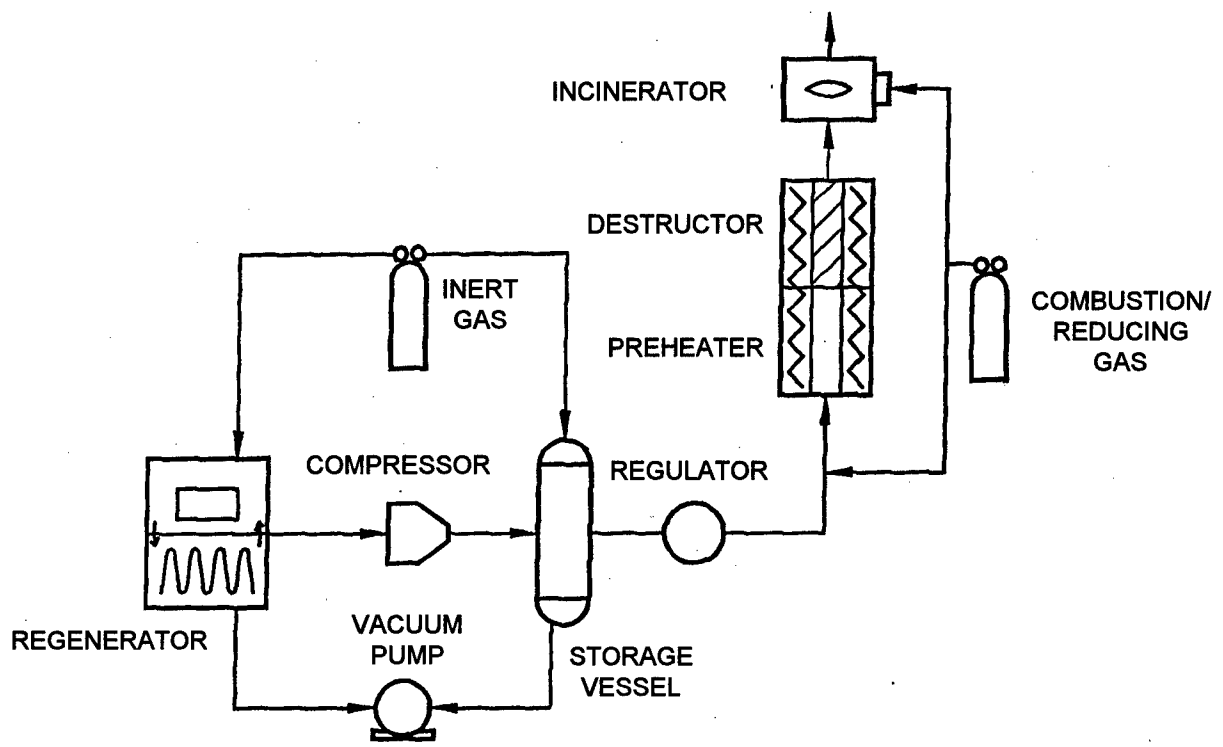 INCINERATOR
DESTRUCTOR
INERT
GAS
COMBUSTION/
REDUCING
GAS
PREHEATER
COMPRESSOR
REGULATOR
REGENERATOR
VACUUM
PUMP
STORAGE
VESSEL